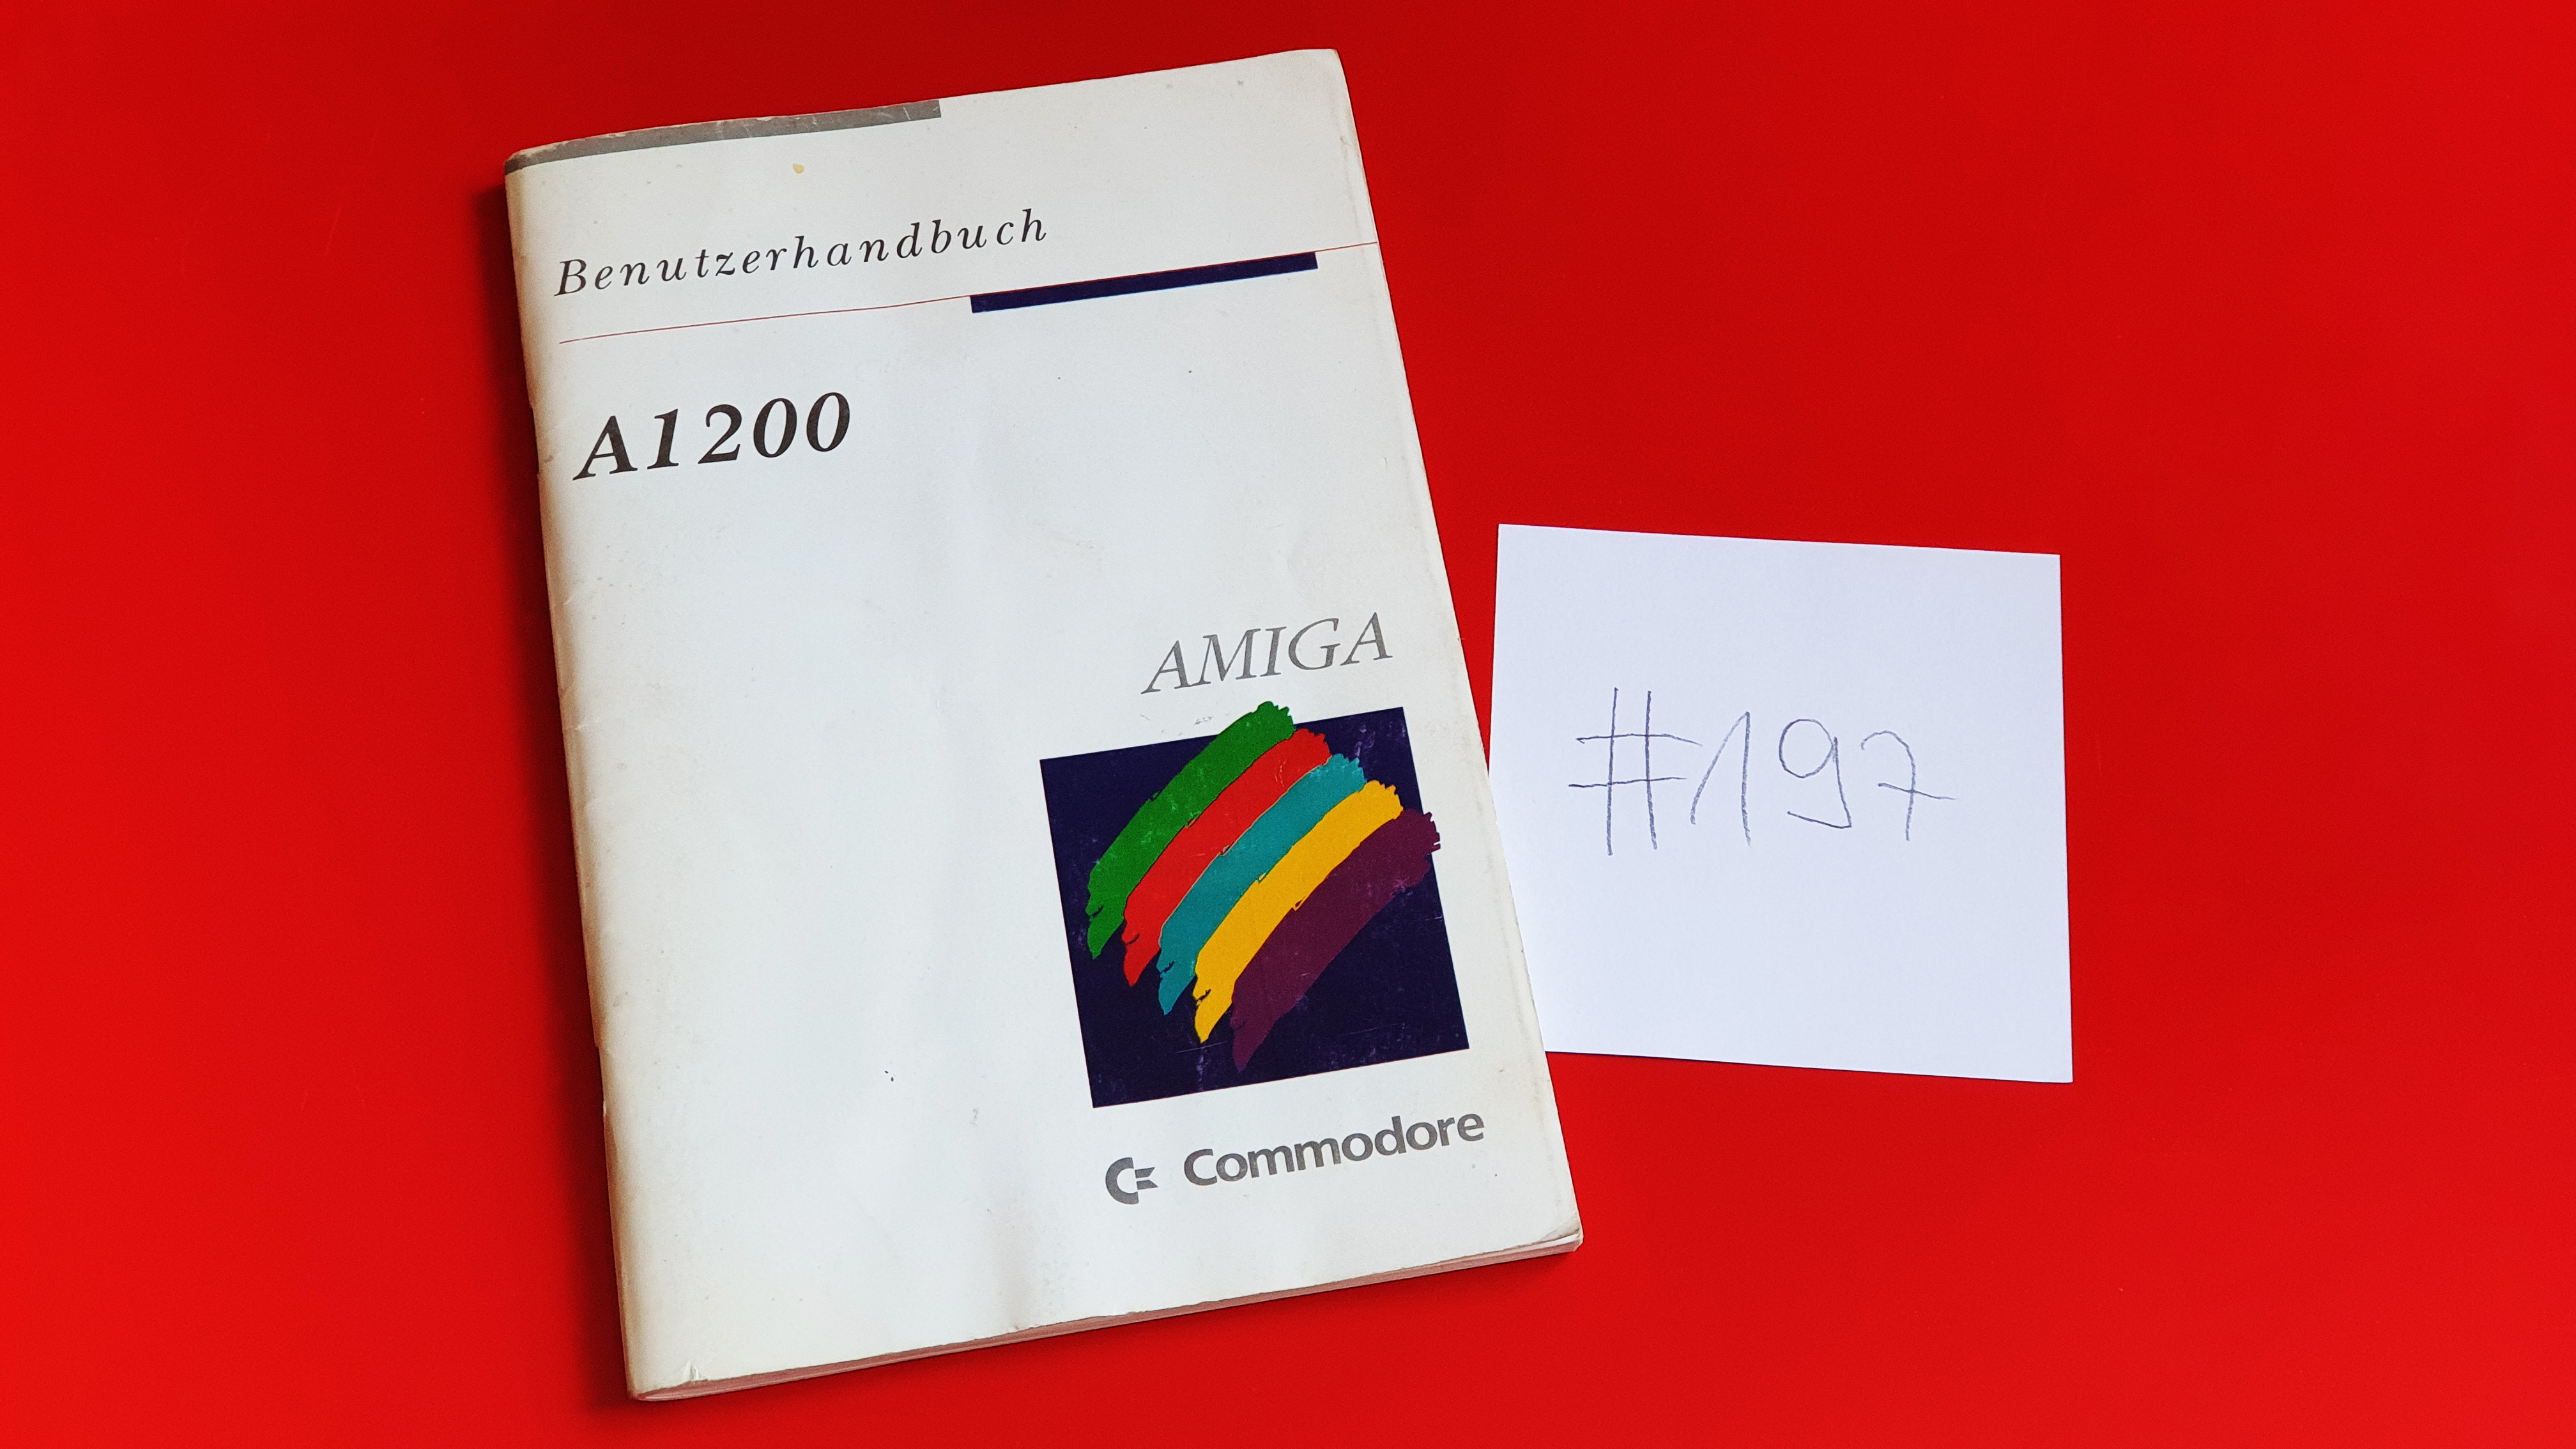 Benutzerhandbuch
A1200
AMIGA
Commodore
#197